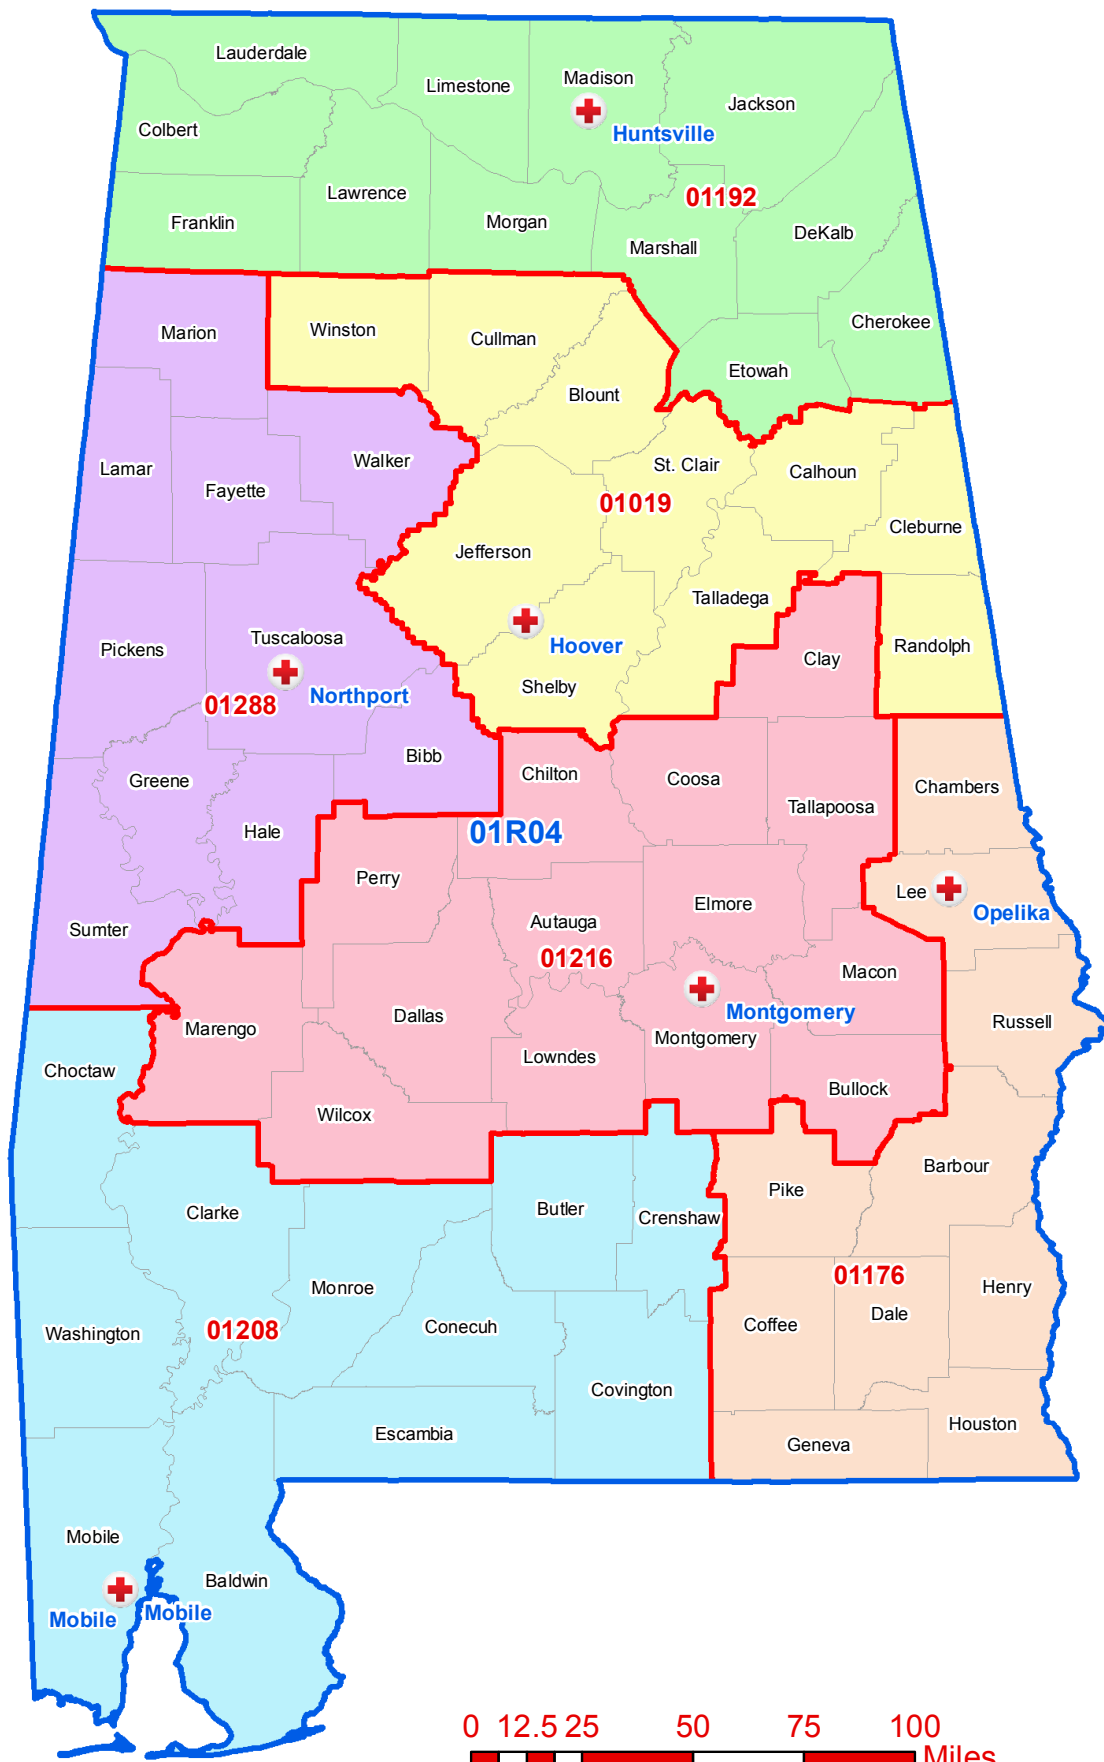 Lauderdale
Limestone
Madison
Jackson
Colbert
Huntsville
Lawrence
01192
Franklin
Morgan
DeKalb
Marshall
Marion
Winston
Cullman
Cherokee
Etowah
Blount
Lamar
Walker
St. Clair
Calhoun
Fayette
01019
Cleburne
Jefferson
Talladega
Pickens
Tuscaloosa
Hoover
Randolph
Clay
Northport
Shelby
01288
Bibb
Greene
Chilton
Coosa
Chambers
Tallapoosa
Hale
01R04
Perry
Lee
Elmore
Opelika
Autauga
Sumter
01216
Macon
Montgomery
Marengo
Dallas
Russell
Montgomery
Lowndes
Choctaw
Bullock
Wilcox
Barbour
Pike
Clarke
Butler
Crenshaw
01176
Monroe
Henry
Washington
01208
Conecuh
Coffee
Dale
Covington
Escambia
Geneva
Houston
Mobile
Baldwin
Mobile
Mobile
0 12.5 25 50 75 100
Miles